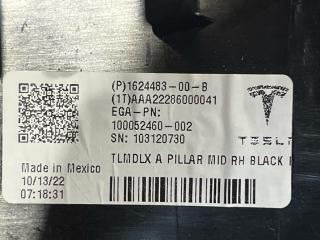 (P)1624483-00-B
(1T)AAA22286000041
EGA-PN:
100052460-002
SN: 103120730
TESL
TLMDLX A PILLAR MID RH BLACK
Made in Mexico
10/13/22
07:18:31